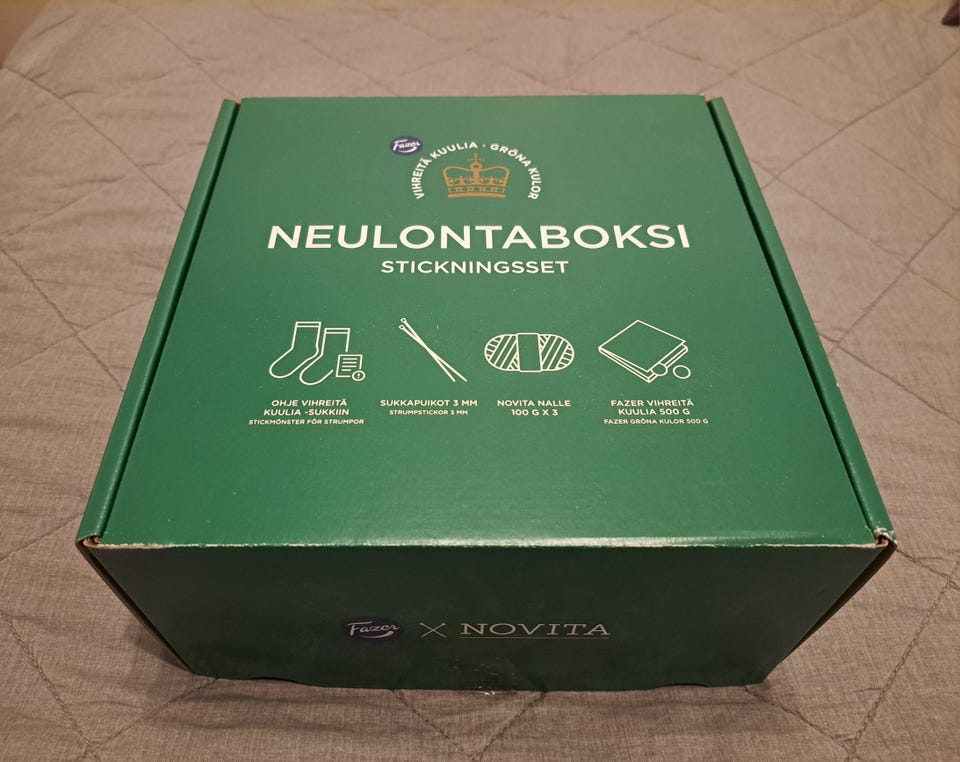 Fazer
VIHREITÄ KUULIA · GRÖNA KULOR
NEULONTABOKSI
STICKNINGSSET
OHJE VIHREITÄ
KUULIA -SUKKIIN
STICKMÖNSTER FÖR STRUMPOR
SUKKAPUIKOT 3 MM
STRUMPSTICKOR 3 MM
NOVITA NALLE
100 G X 3
FAZER VIHREITÄ
KUULIA 500 G
FAZER GRÖNA KULOR 500 G
Fazer X NOVITA